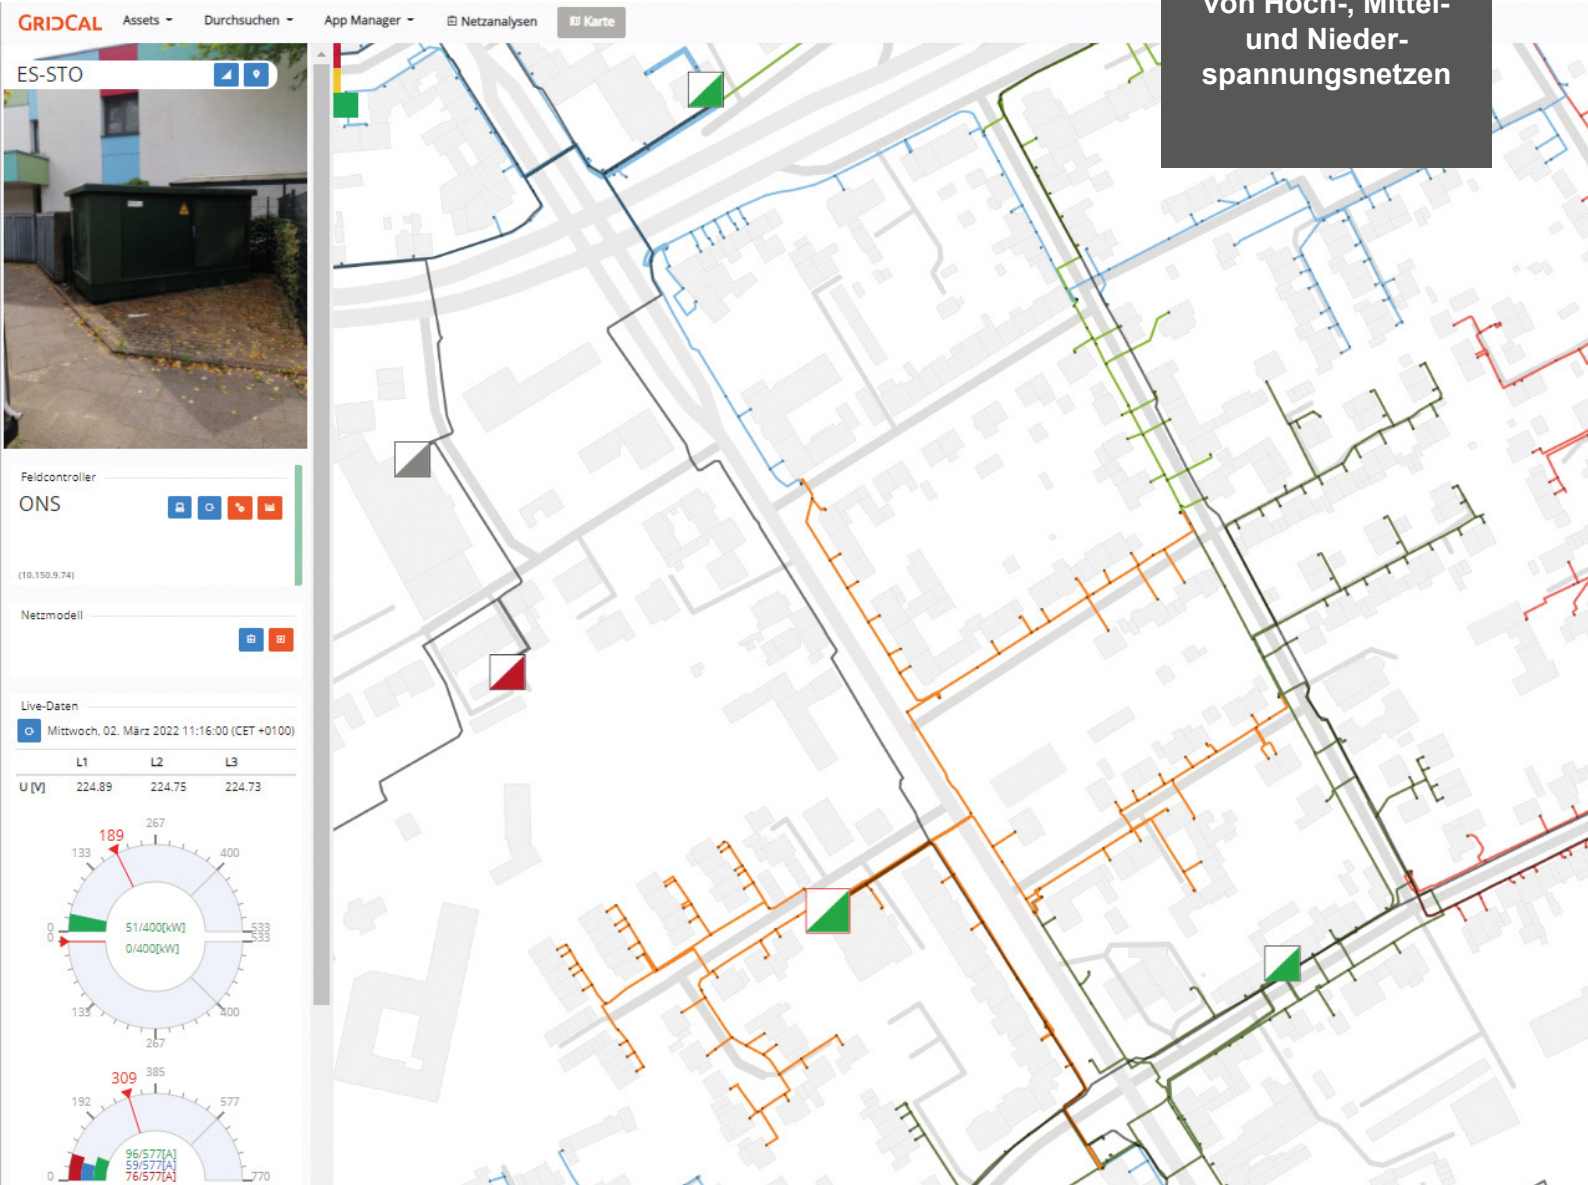 GRIDCAL
Assets
Durchsuchen
App Manager
Netzanalysen
Karte
von Hoch-, Mittel-
und Nieder-
spannungsnetzen
ES-STO
Feldcontroller
ONS
(10.150.9.74)
Netzmodell
Live-Daten
Mittwoch, 02. März 2022 11:16:00 (CET +0100)
L1 L2 L3
U [V] 224.89 224.75 224.73
267
189
133 400
0 533
51/400[kW]
0 533
0/400[kW]
133 400
267
385
309
192 577
96/577[A]
59/577[A]
0 76/577[A] 770